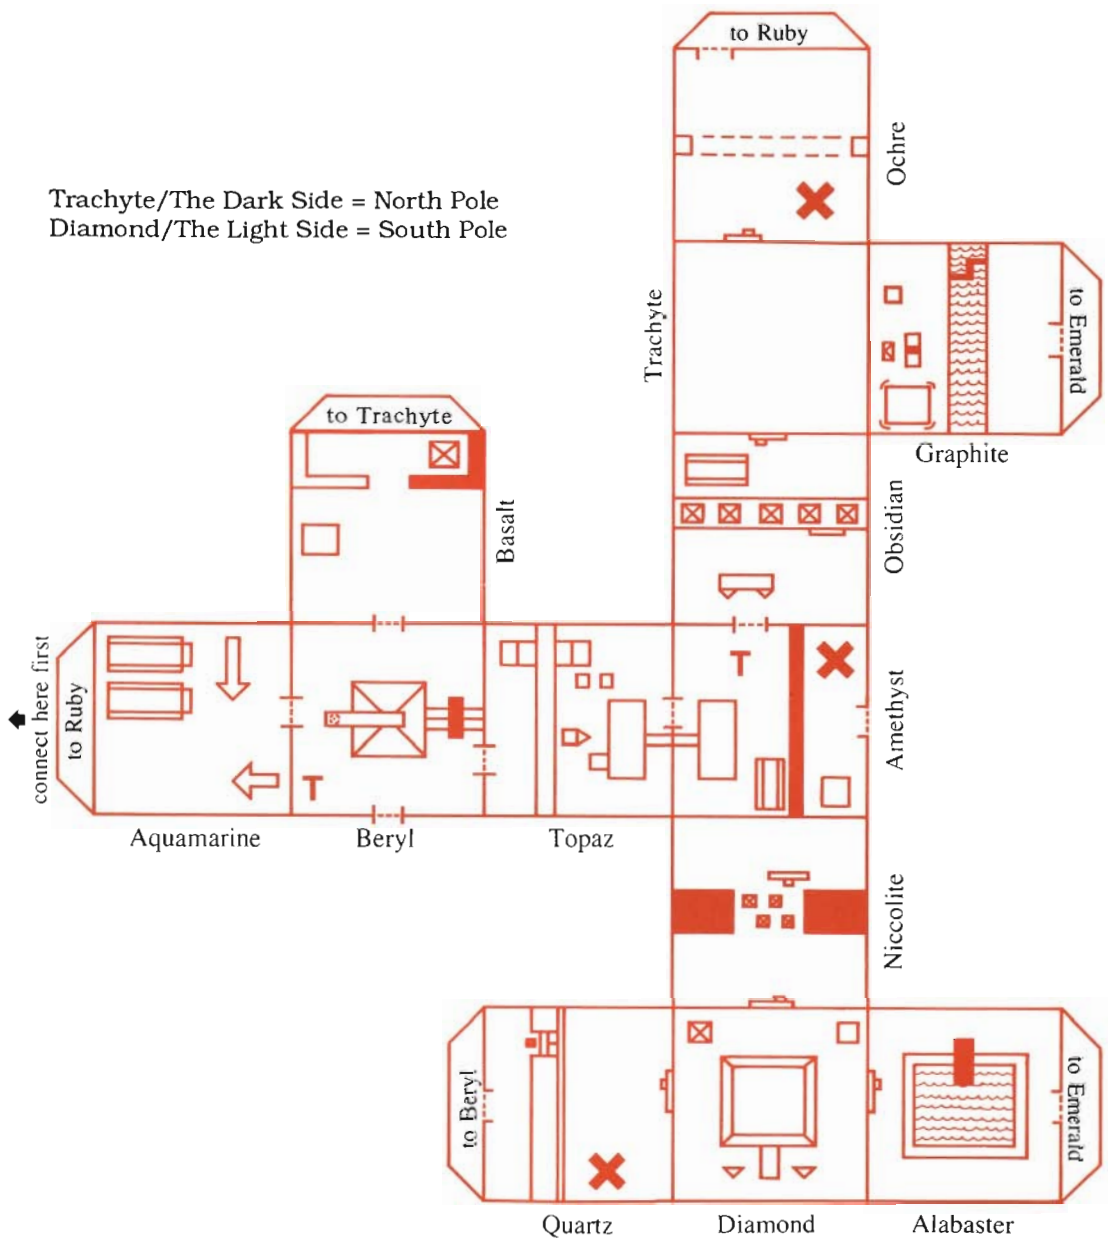 to Ruby
Ochre
Trachyte/The Dark Side = North Pole
Diamond/The Light Side = South Pole
Trachyte
to Emerald
Graphite
to Trachyte
Basalt
Obsidian
connect here first
to Ruby
T
T
Amethyst
Aquamarine
Beryl
Topaz
Niccolite
to Beryl
to Emerald
Quartz
Diamond
Alabaster